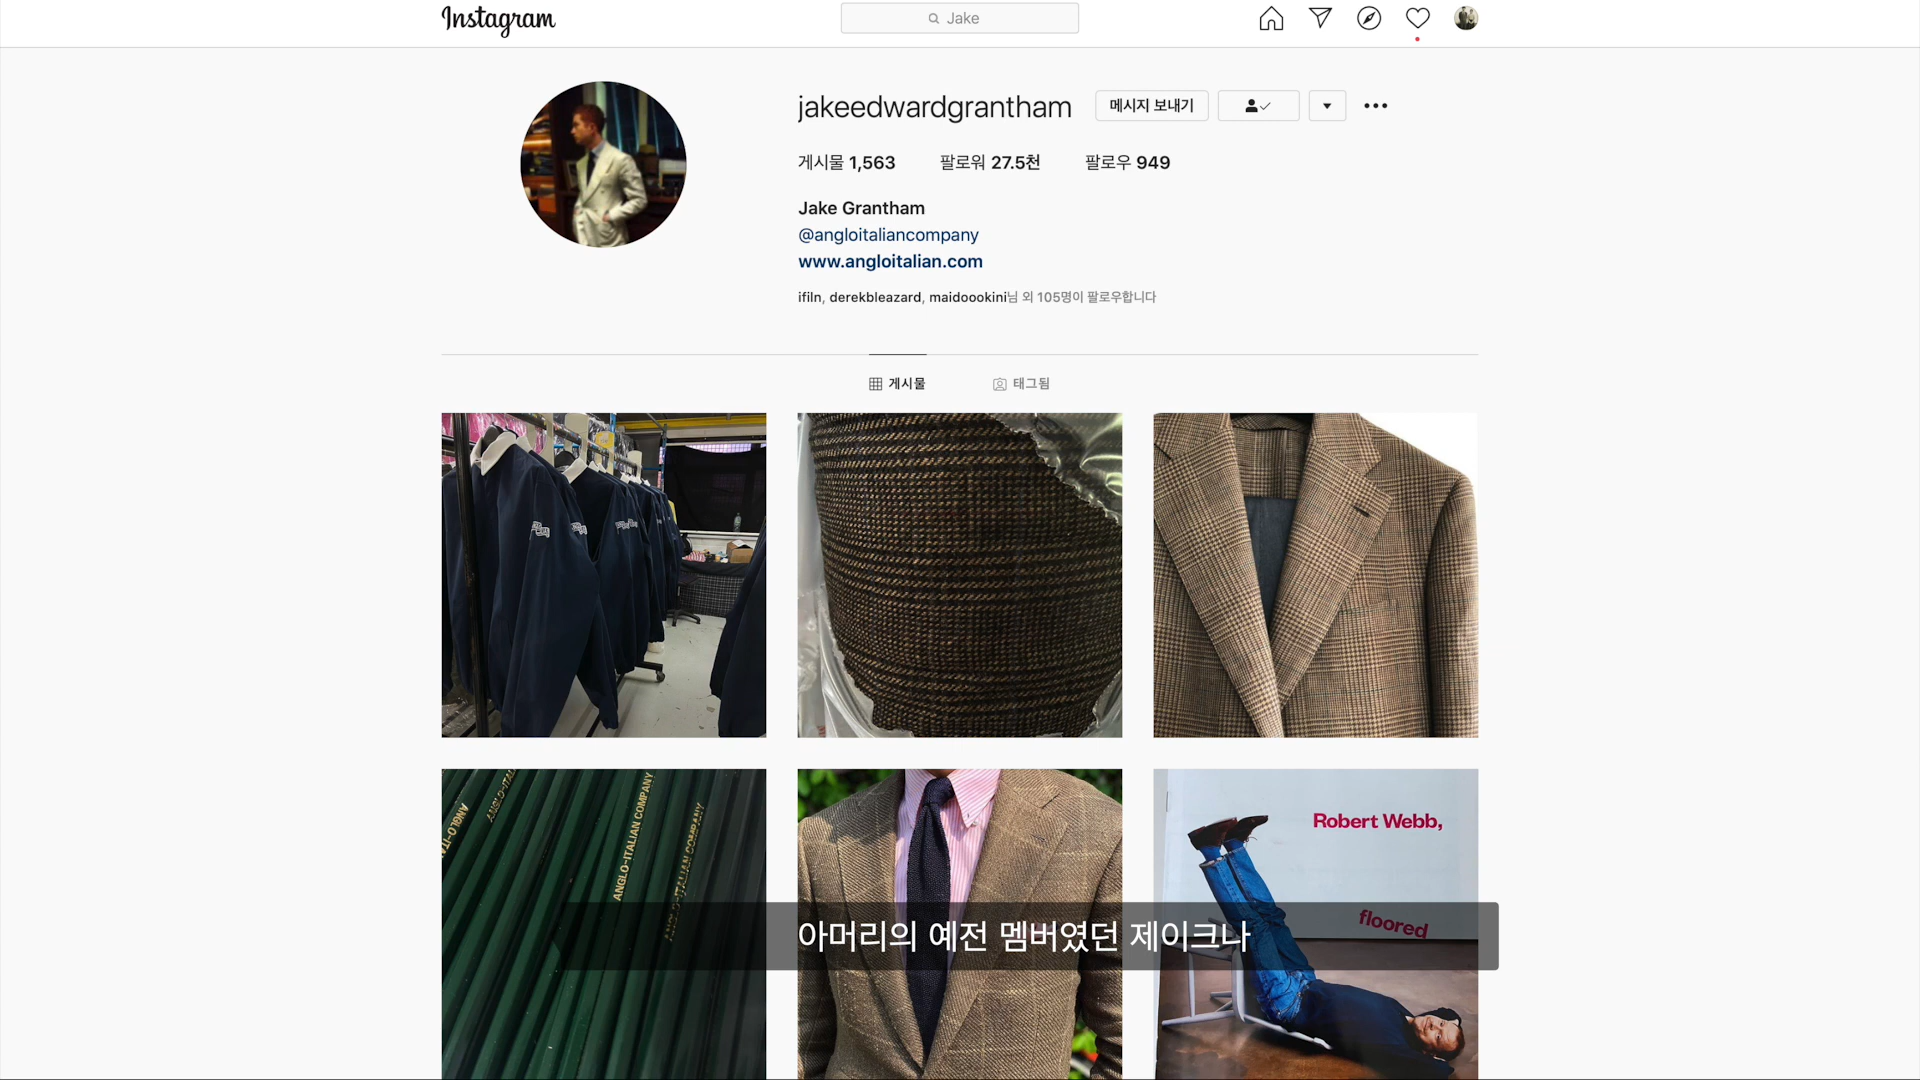 Instagram
Jake
jakeedwardgrantham
메시지 보내기
게시물 1,563 팔로워 27.5천 팔로우 949
Jake Grantham
@angloitaliancompany
www.angloitalian.com
ifiln, derekbleazard, maidoookini님 외 105명이 팔로우합니다
게시물 태그됨
ANGLO-ITALIAN COMPANY
ANGLO-ITALIAN COMPANY
Robert Webb,
floored
아머리의 예전 멤버였던 제이크나